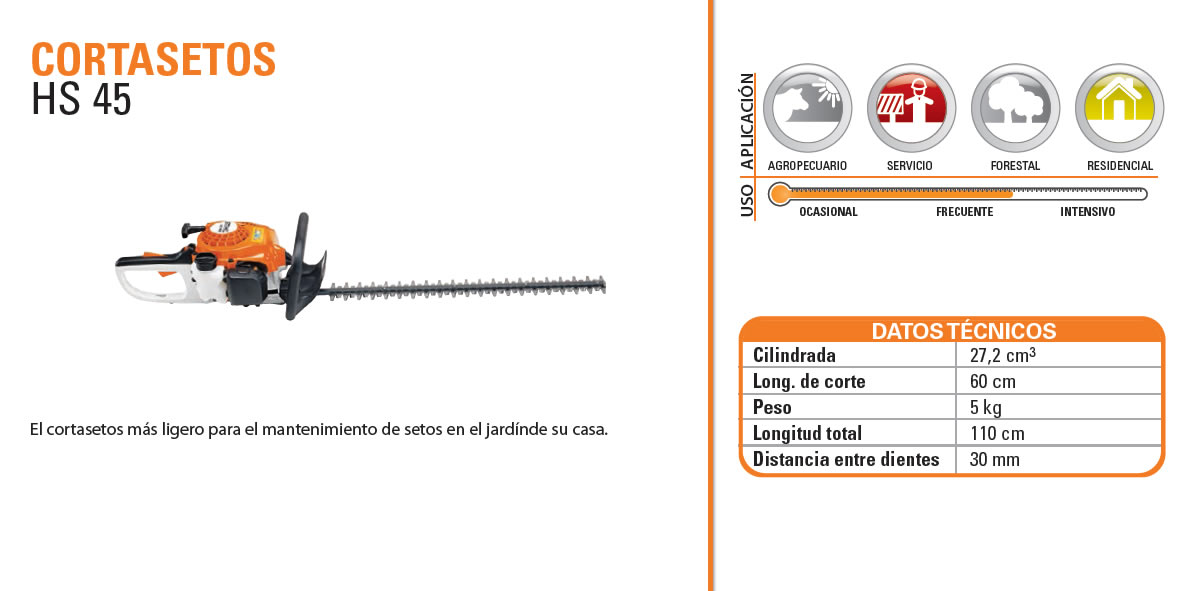 CORTASETOS
HS 45
El cortasetos más ligero para el mantenimiento de setos en el jardínde su casa.
APLICACIÓN
AGROPECUARIO SERVICIO FORESTAL RESIDENCIAL
USO
OCASIONAL FRECUENTE INTENSIVO
DATOS TÉCNICOS
Cilindrada 27,2 cm³
Long. de corte 60 cm
Peso 5 kg
Longitud total 110 cm
Distancia entre dientes 30 mm